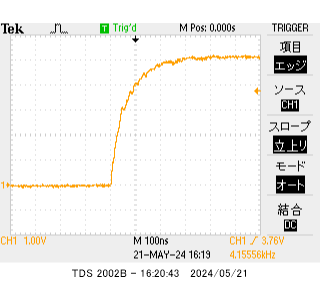 Tek Trig'd M Pos: 0.000s TRIGGER
項目
エッジ
ソース
CH1
スロープ
立上り
モード
オート
結合
DC
1
CH1 1.00V M 100ns CH1 / 3.76V
21-MAY-24 16:19 4.15556kHz
TDS 2002B - 16:20:43 2024/05/21